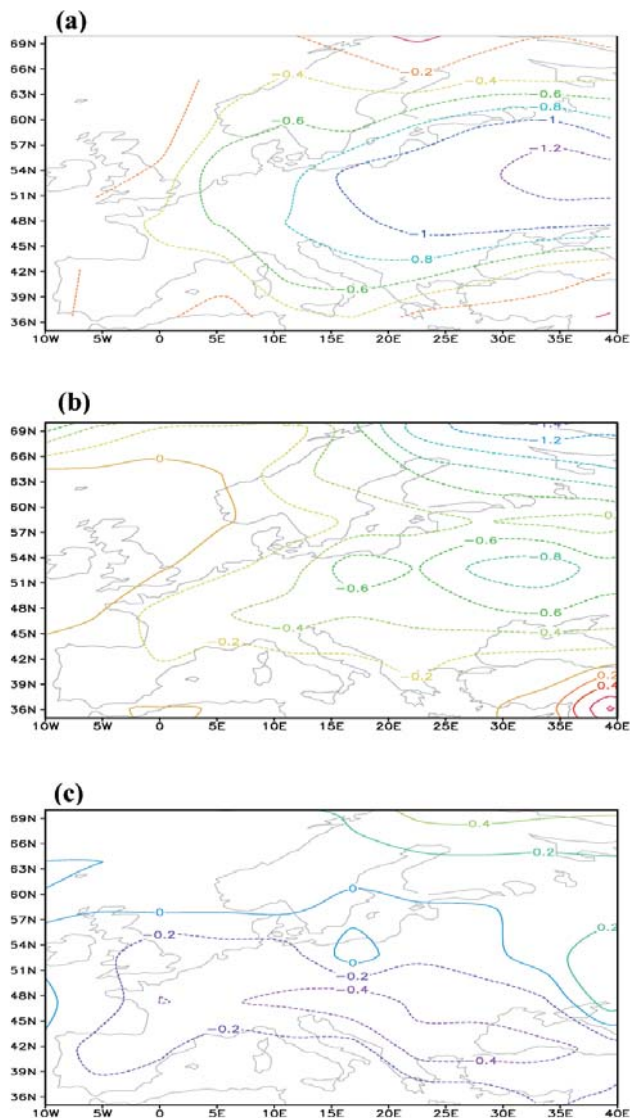 (a)
69N
66N −0.4 −0.2 −0.4
63N −0.6
−0.8
60N −0.6 −1
57N −1.2
54N
51N
48N −1
45N 0.8
42N
39N −0.6
36N
10W 5W 0 5E 10E 15E 20E 25E 30E 35E 40E
(b)
69N −1.4
−1.2
66N 0
63N
60N
57N
54N −0.6
−0.8
51N −0.6
48N −0.6
45N −0.4 0.4
42N −0.2 −0.2
39N 0.2
0.4
36N
10W 5W 0 5E 10E 15E 20E 25E 30E 35E 40E
(c)
69N 0.4
66N
0.2
63N
60N
57N 0 0
−0.2 0.2
54N
0
51N −0.2
48N −0.4
45N
42N −0.2
−0.4
39N
36N
10W 5W 0 5E 10E 15E 20E 25E 30E 35E 40E